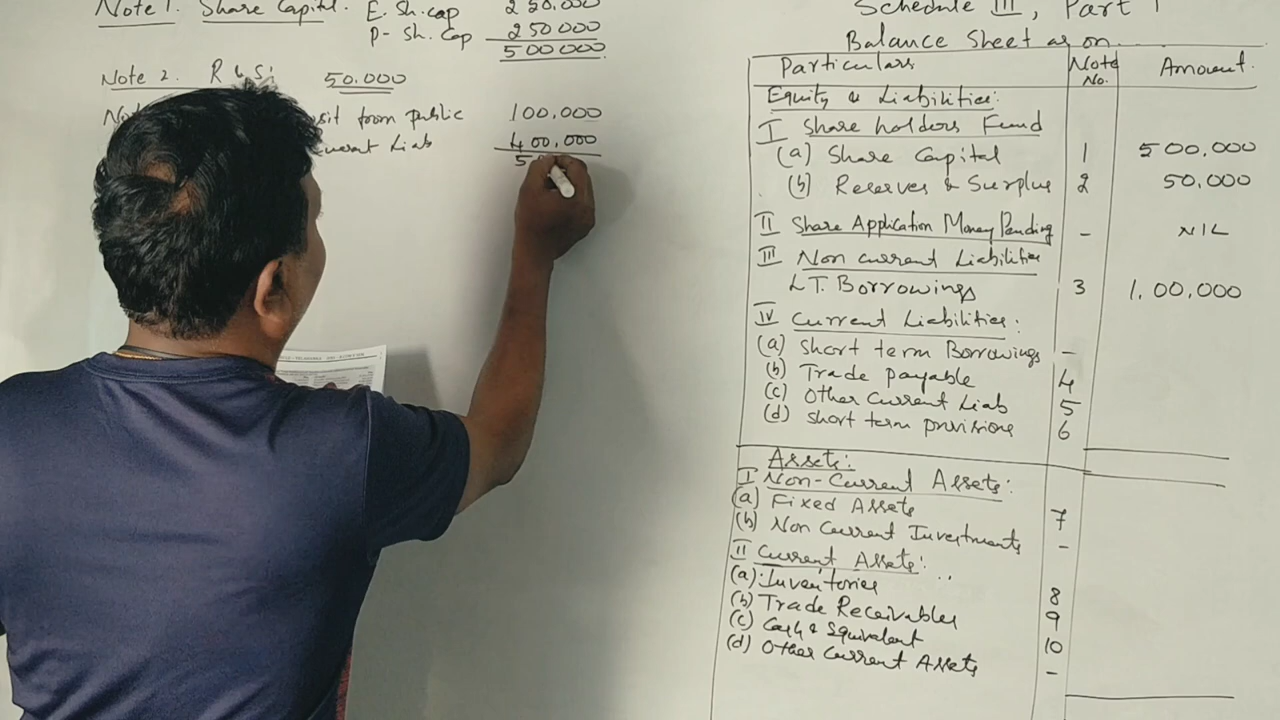 Note 1. Share Capital. E. Sh. cap 250.000
P- Sh. Cap 250000
500000
Note 2. R & S: 50.000
from public 100,000
Liab 400,000
5
Schedule III, Part 1
Balance Sheet as on....
Particulars Note No. Amount.
Equity & Liabilities:
I Share holders Fund
(a) Share Capital 1 500,000
(b) Reserves & Surplus 2 50,000
II Share Application Money Pending - NIL
III Non current Liabilities
L.T. Borrowings 3 1,00,000
IV Current Liabilities:
(a) Short term Borrowings -
(b) Trade payable 4
(c) Other Current Liab 5
(d) Short term provisions 6
Assets:
I Non-Current Assets:
(a) Fixed Assets 7
(b) Non Current Investments -
II Current Assets:
(a) Inventories 8
(b) Trade Receivables 9
(c) Cash & Equivalent 10
(d) Other Current Assets -